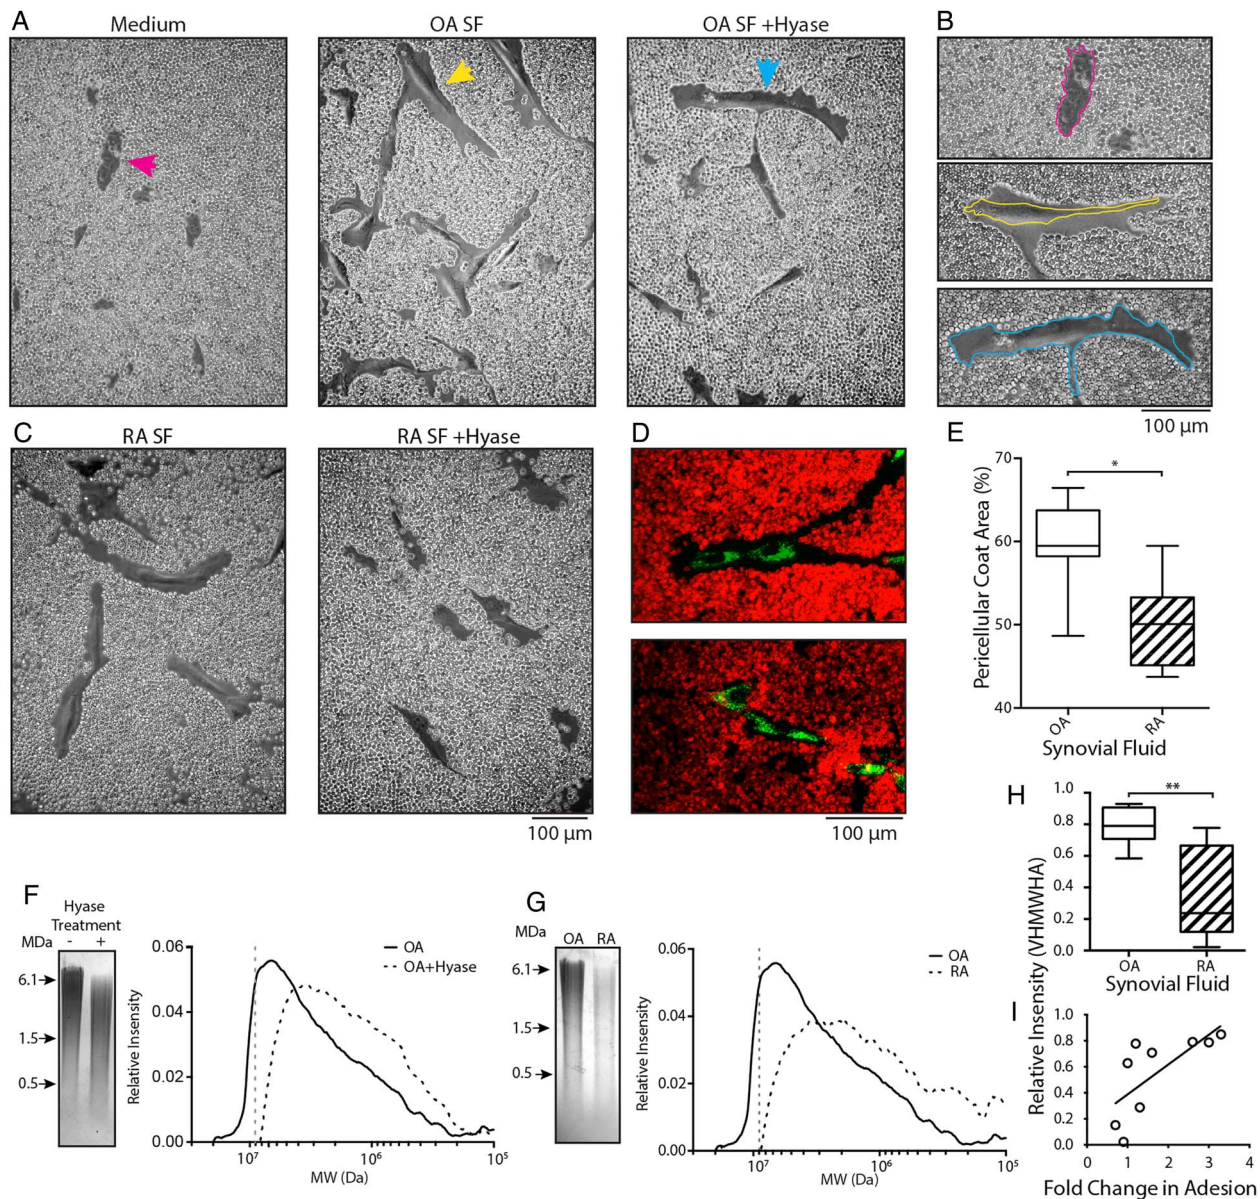 A
Medium
OA SF
OA SF +Hyase
B
100 µm
C
RA SF
RA SF +Hyase
100 µm
D
100 µm
E
70
60
50
40
Pericellular Coat Area (%)
*
OA
RA
Synovial Fluid
F
Hyase
Treatment
MDa
-
+
6.1
1.5
0.5
0.06
0.04
0.02
0.00
Relative Insensity
OA
OA+Hyase
10⁷
10⁶
10⁵
MW (Da)
G
MDa
OA
RA
6.1
1.5
0.5
0.06
0.04
0.02
0.00
Relative Insensity
OA
RA
10⁷
10⁶
10⁵
MW (Da)
H
1.0
0.8
0.6
0.4
0.2
0.0
**
OA
RA
Synovial Fluid
Relative Insensity (VHMWHA)
I
1.0
0.8
0.6
0.4
0.2
0.0
0
1
2
3
4
Fold Change in Adesion